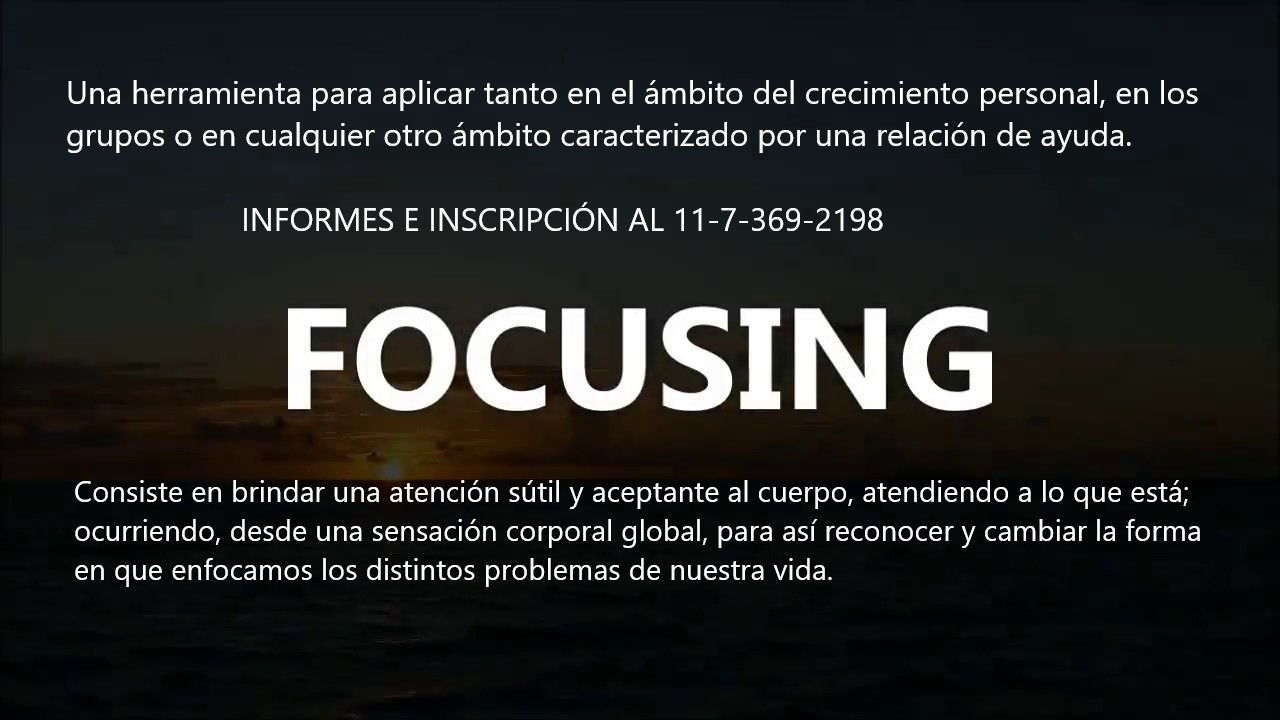 Una herramienta para aplicar tanto en el ámbito del crecimiento personal, en los
grupos o en cualquier otro ámbito caracterizado por una relación de ayuda.
INFORMES E INSCRIPCIÓN AL 11-7-369-2198
FOCUSING
Consiste en brindar una atención sútil y aceptante al cuerpo, atendiendo a lo que está;
ocurriendo, desde una sensación corporal global, para así reconocer y cambiar la forma
en que enfocamos los distintos problemas de nuestra vida.